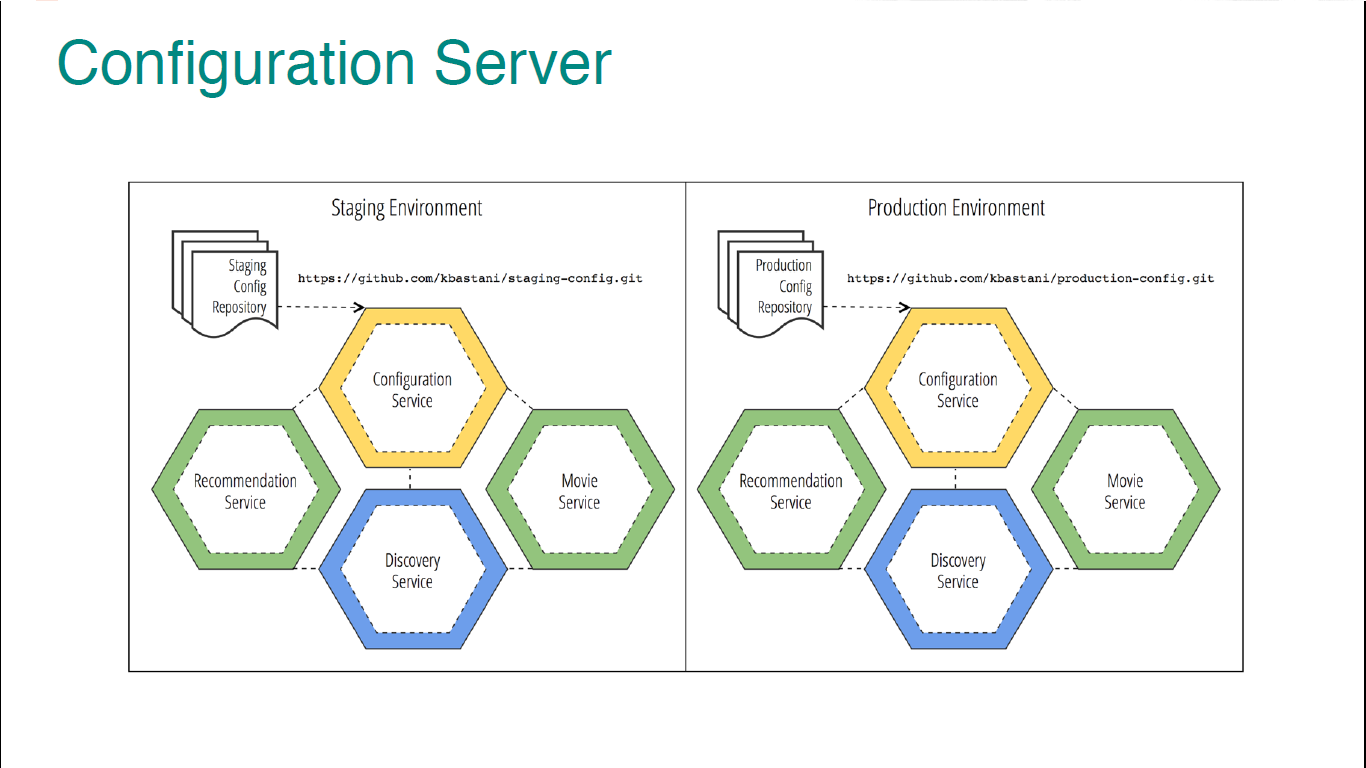 Configuration Server
Staging Environment
Staging
Config
Repository
https://github.com/kbastani/staging-config.git
Configuration
Service
Recommendation
Service
Movie
Service
Discovery
Service
Production Environment
Production
Config
Repository
https://github.com/kbastani/production-config.git
Configuration
Service
Recommendation
Service
Movie
Service
Discovery
Service